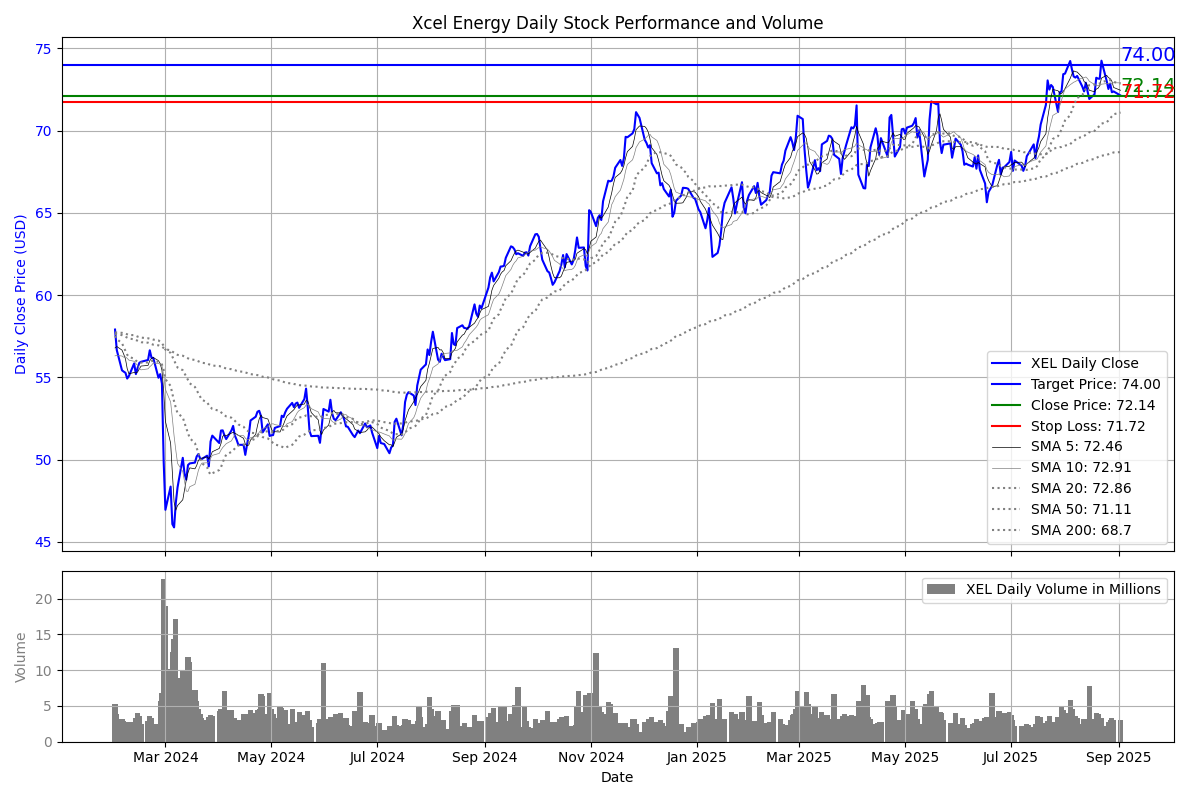 Xcel Energy Daily Stock Performance and Volume
Daily Close Price (USD)
75
70
65
60
55
50
45
74.00
72.14
71.72
XEL Daily Close
Target Price: 74.00
Close Price: 72.14
Stop Loss: 71.72
SMA 5: 72.46
SMA 10: 72.91
SMA 20: 72.86
SMA 50: 71.11
SMA 200: 68.7
Volume
20
15
10
5
0
XEL Daily Volume in Millions
Mar 2024 May 2024 Jul 2024 Sep 2024 Nov 2024 Jan 2025 Mar 2025 May 2025 Jul 2025 Sep 2025
Date